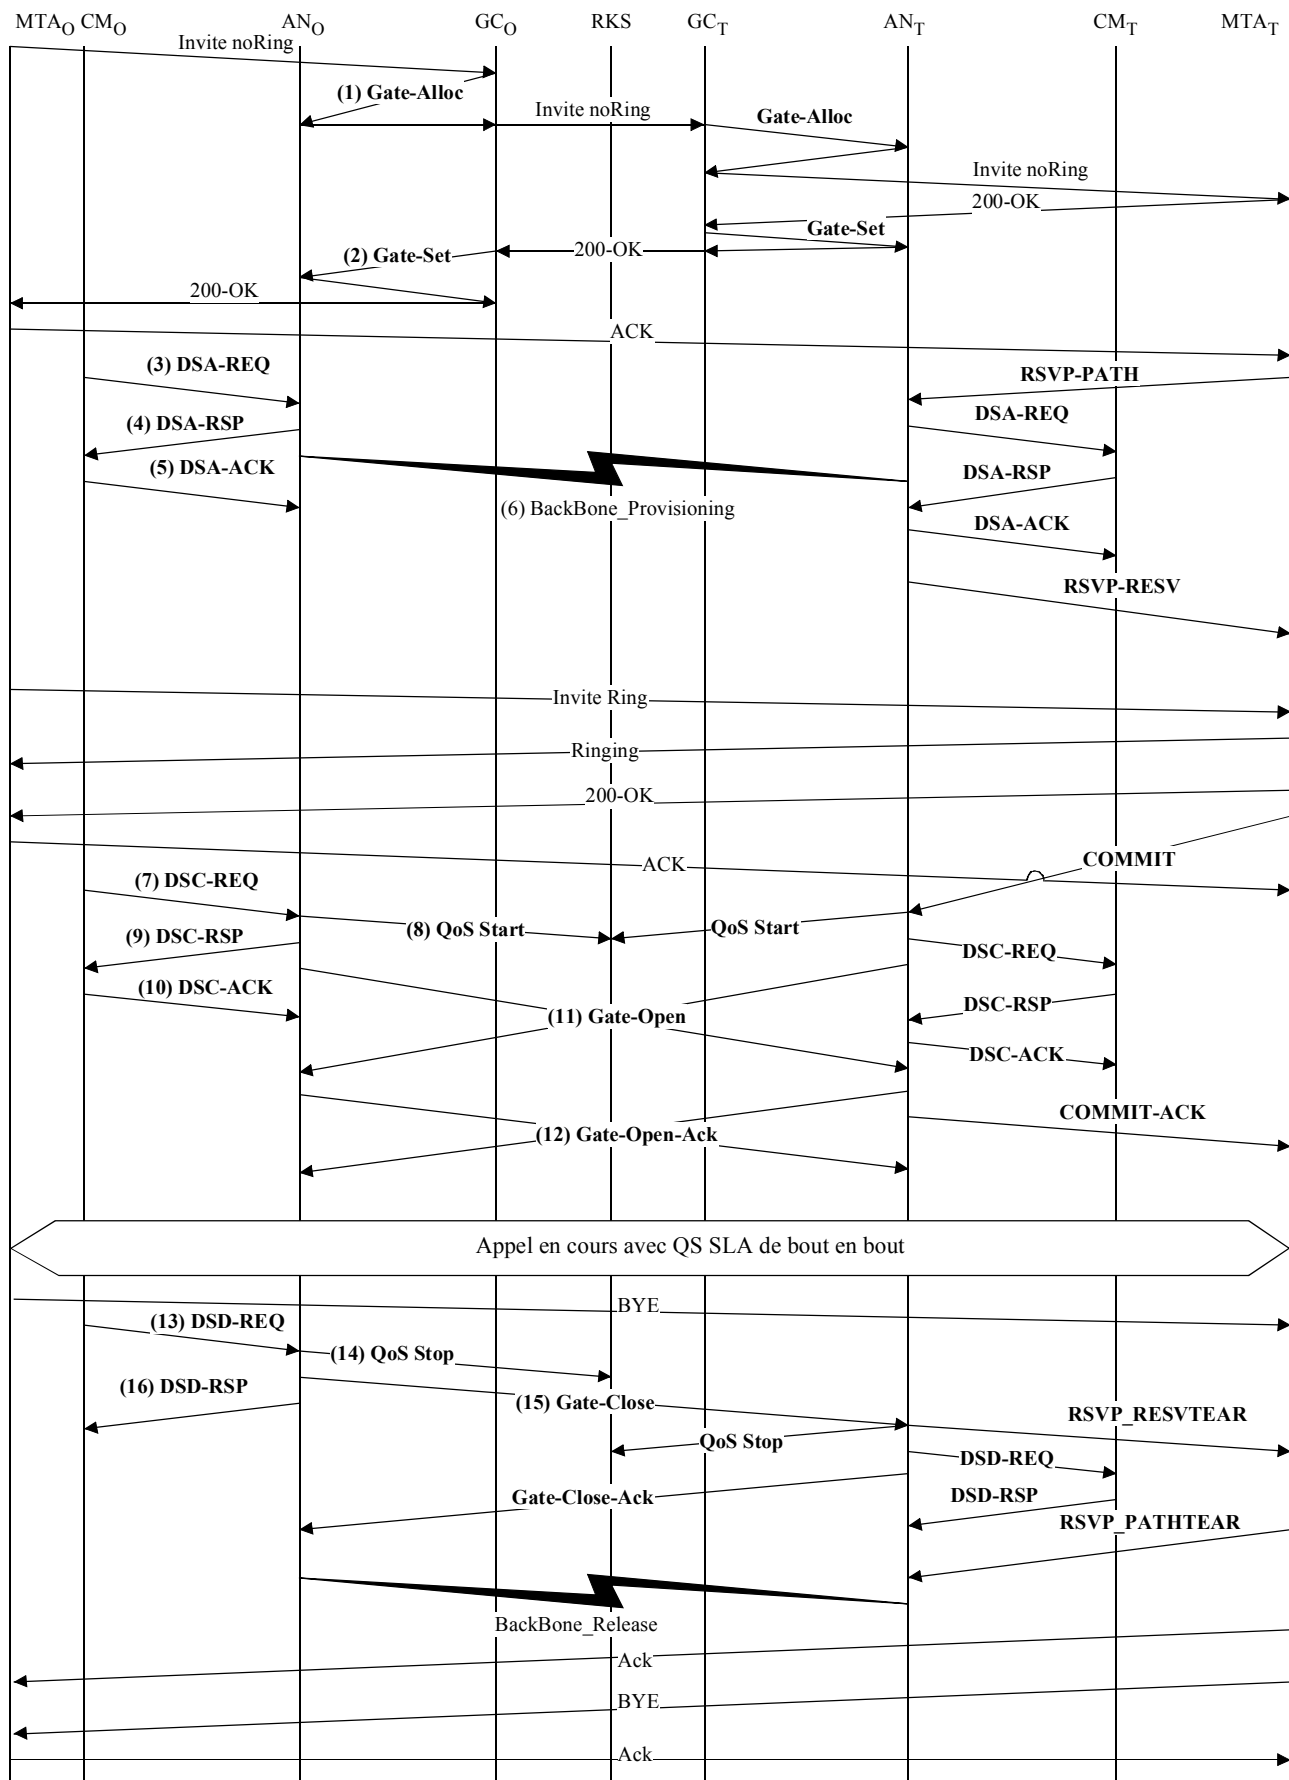 MTAO CMO ANO GCO RKS GCT ANT CMT MTAT
Invite noRing
(1) Gate-Alloc
Invite noRing
Gate-Alloc
Invite noRing
200-OK
Gate-Set
200-OK
(2) Gate-Set
200-OK
ACK
(3) DSA-REQ
RSVP-PATH
DSA-REQ
(4) DSA-RSP
(5) DSA-ACK
DSA-RSP
(6) BackBone_Provisioning
DSA-ACK
RSVP-RESV
Invite Ring
Ringing
200-OK
ACK
COMMIT
(7) DSC-REQ
(8) QoS Start
QoS Start
(9) DSC-RSP
DSC-REQ
(10) DSC-ACK
DSC-RSP
(11) Gate-Open
DSC-ACK
COMMIT-ACK
(12) Gate-Open-Ack
Appel en cours avec QS SLA de bout en bout
BYE
(13) DSD-REQ
(14) QoS Stop
(16) DSD-RSP
(15) Gate-Close
RSVP_RESVTEAR
QoS Stop
DSD-REQ
Gate-Close-Ack
DSD-RSP
RSVP_PATHTEAR
BackBone_Release
Ack
BYE
Ack